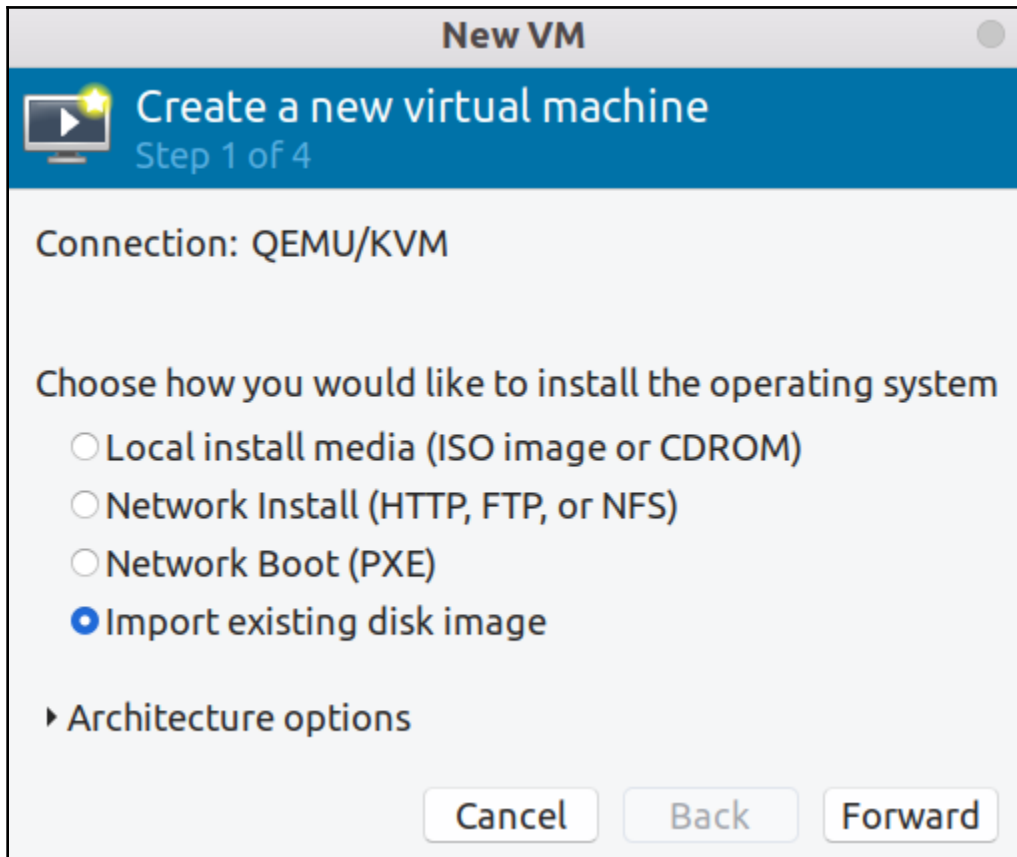 New VM
Create a new virtual machine
Step 1 of 4
Connection: QEMU/KVM
Choose how you would like to install the operating system
Local install media (ISO image or CDROM)
Network Install (HTTP, FTP, or NFS)
Network Boot (PXE)
Import existing disk image
Architecture options
Cancel Back Forward